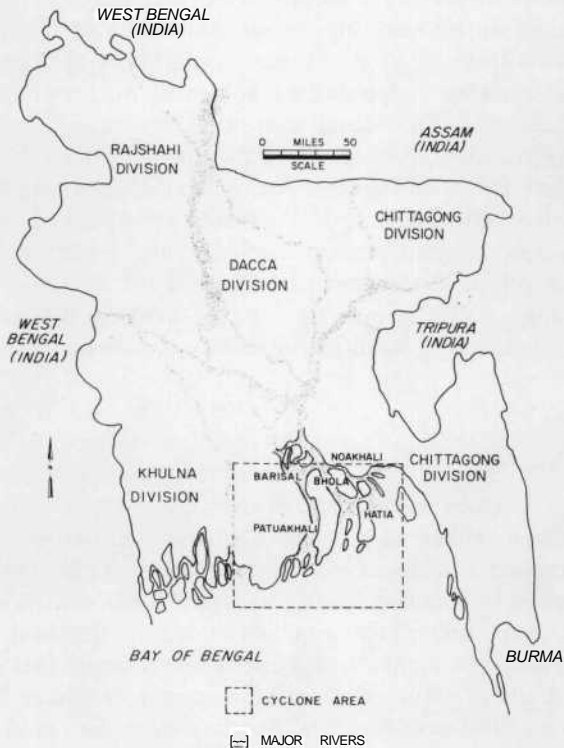 WEST BENGAL
(INDIA)
MILES
0 50
SCALE
ASSAM
(INDIA)
RAJSHAHI
DIVISION
CHITTAGONG
DIVISION
DACCA
DIVISION
WEST
BENGAL
(INDIA)
TRIPURA
(INDIA)
KHULNA
DIVISION
BARISAL
NOAKHALI
BHOLA
CHITTAGONG
DIVISION
PATUAKHALI
HATIA
BAY OF BENGAL
BURMA
CYCLONE AREA
MAJOR RIVERS